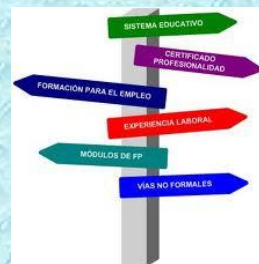 SISTEMA EDUCATIVO
CERTIFICADO
PROFESIONALIDAD
FORMACIÓN PARA EL EMPLEO
EXPERIENCIA LABORAL
MÓDULOS DE FP
VÍAS NO FORMALES